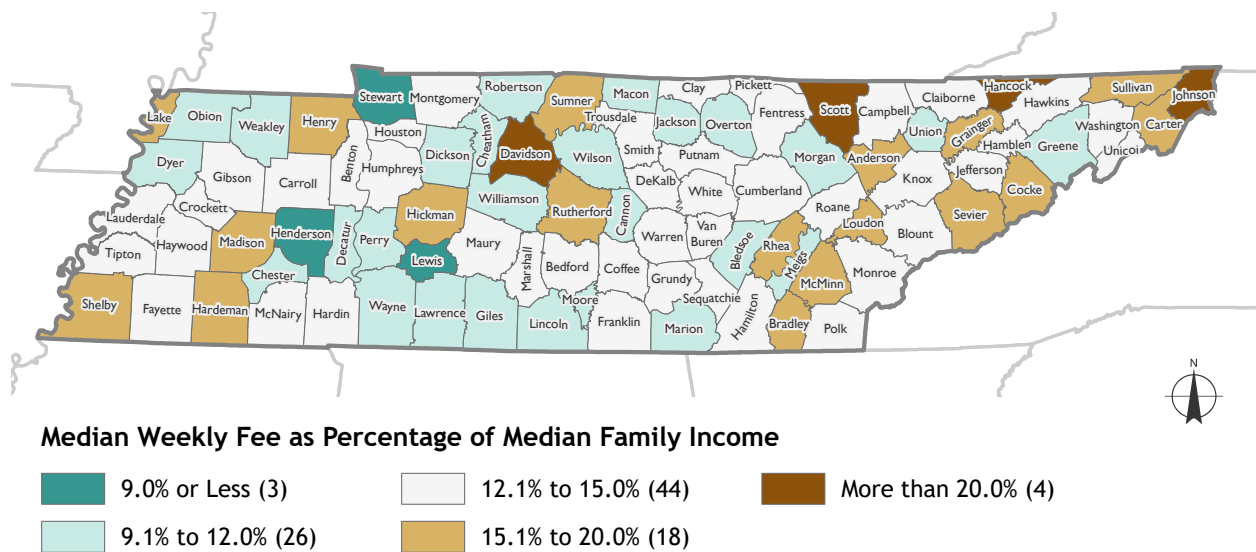 Stewart
Montgomery
Robertson
Sumner
Macon
Clay
Pickett
Scott
Campbell
Claiborne
Hancock
Hawkins
Sullivan
Johnson
Lake
Obion
Weakley
Henry
Houston
Dickson
Cheatham
Davidson
Wilson
Trousdale
Smith
Jackson
Overton
Fentress
Morgan
Anderson
Union
Grainger
Hamblen
Greene
Washington
Unicoi
Carter
Dyer
Gibson
Carroll
Benton
Humphreys
Williamson
Rutherford
Cannon
DeKalb
Putnam
White
Cumberland
Roane
Knox
Jefferson
Cocke
Sevier
Lauderdale
Crockett
Haywood
Madison
Henderson
Decatur
Perry
Hickman
Lewis
Maury
Marshall
Bedford
Coffee
Warren
Van
Buren
Bledsoe
Rhea
Meigs
Loudon
Blount
Monroe
McMinn
Tipton
Shelby
Fayette
Hardeman
Chester
McNairy
Hardin
Wayne
Lawrence
Giles
Lincoln
Moore
Franklin
Grundy
Sequatchie
Marion
Hamilton
Bradley
Polk
N
Median Weekly Fee as Percentage of Median Family Income
9.0% or Less (3)
12.1% to 15.0% (44)
More than 20.0% (4)
9.1% to 12.0% (26)
15.1% to 20.0% (18)